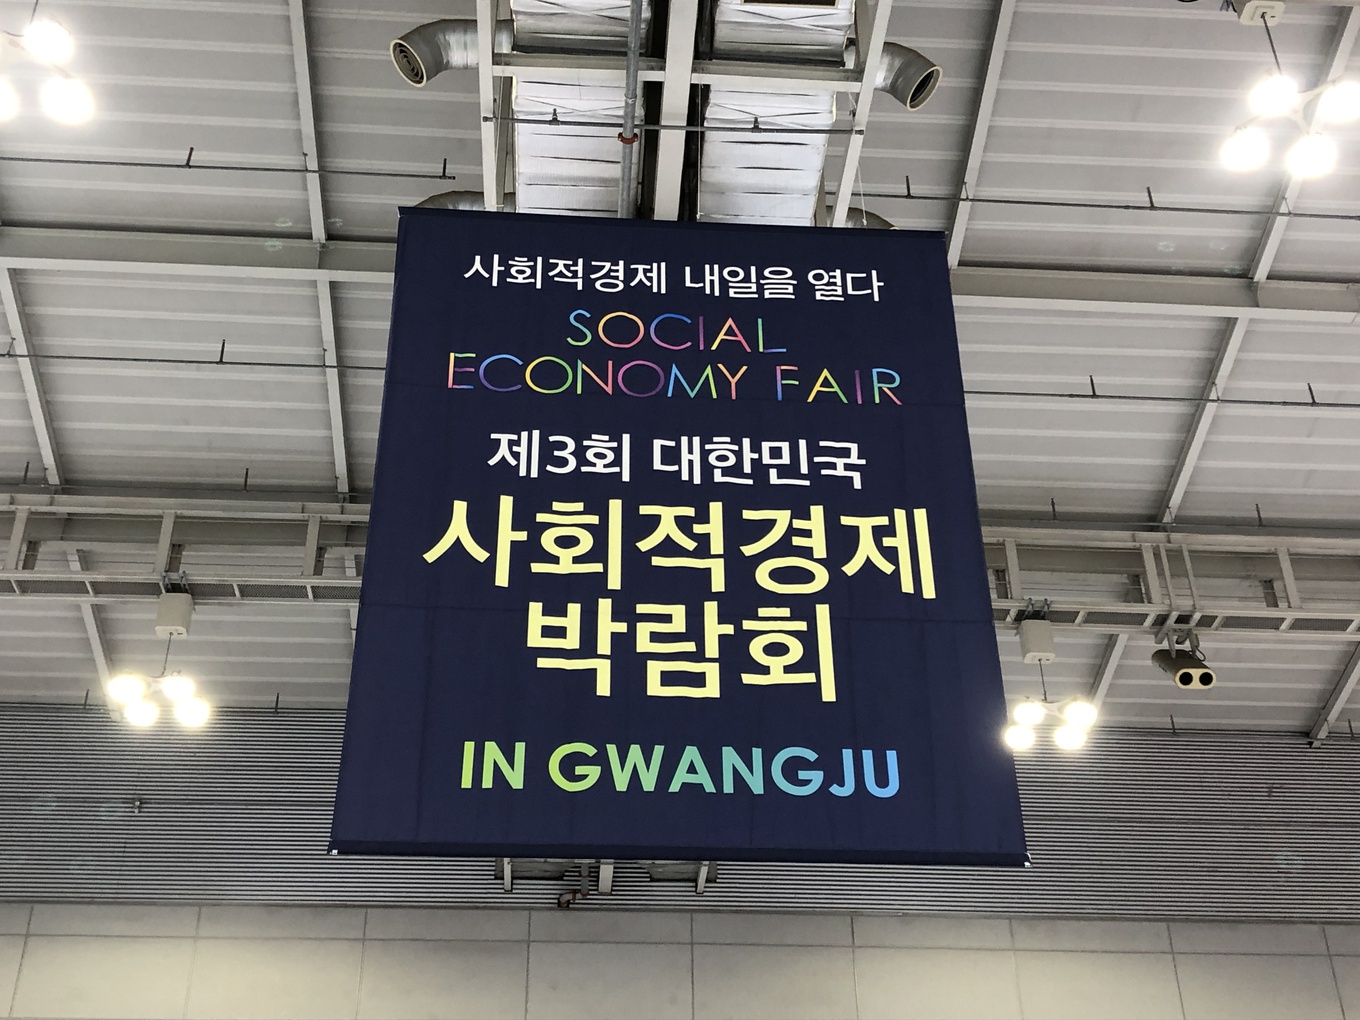 사회적경제 내일을 열다
SOCIAL
ECONOMY FAIR
제3회 대한민국
사회적경제
박람회
IN GWANGJU